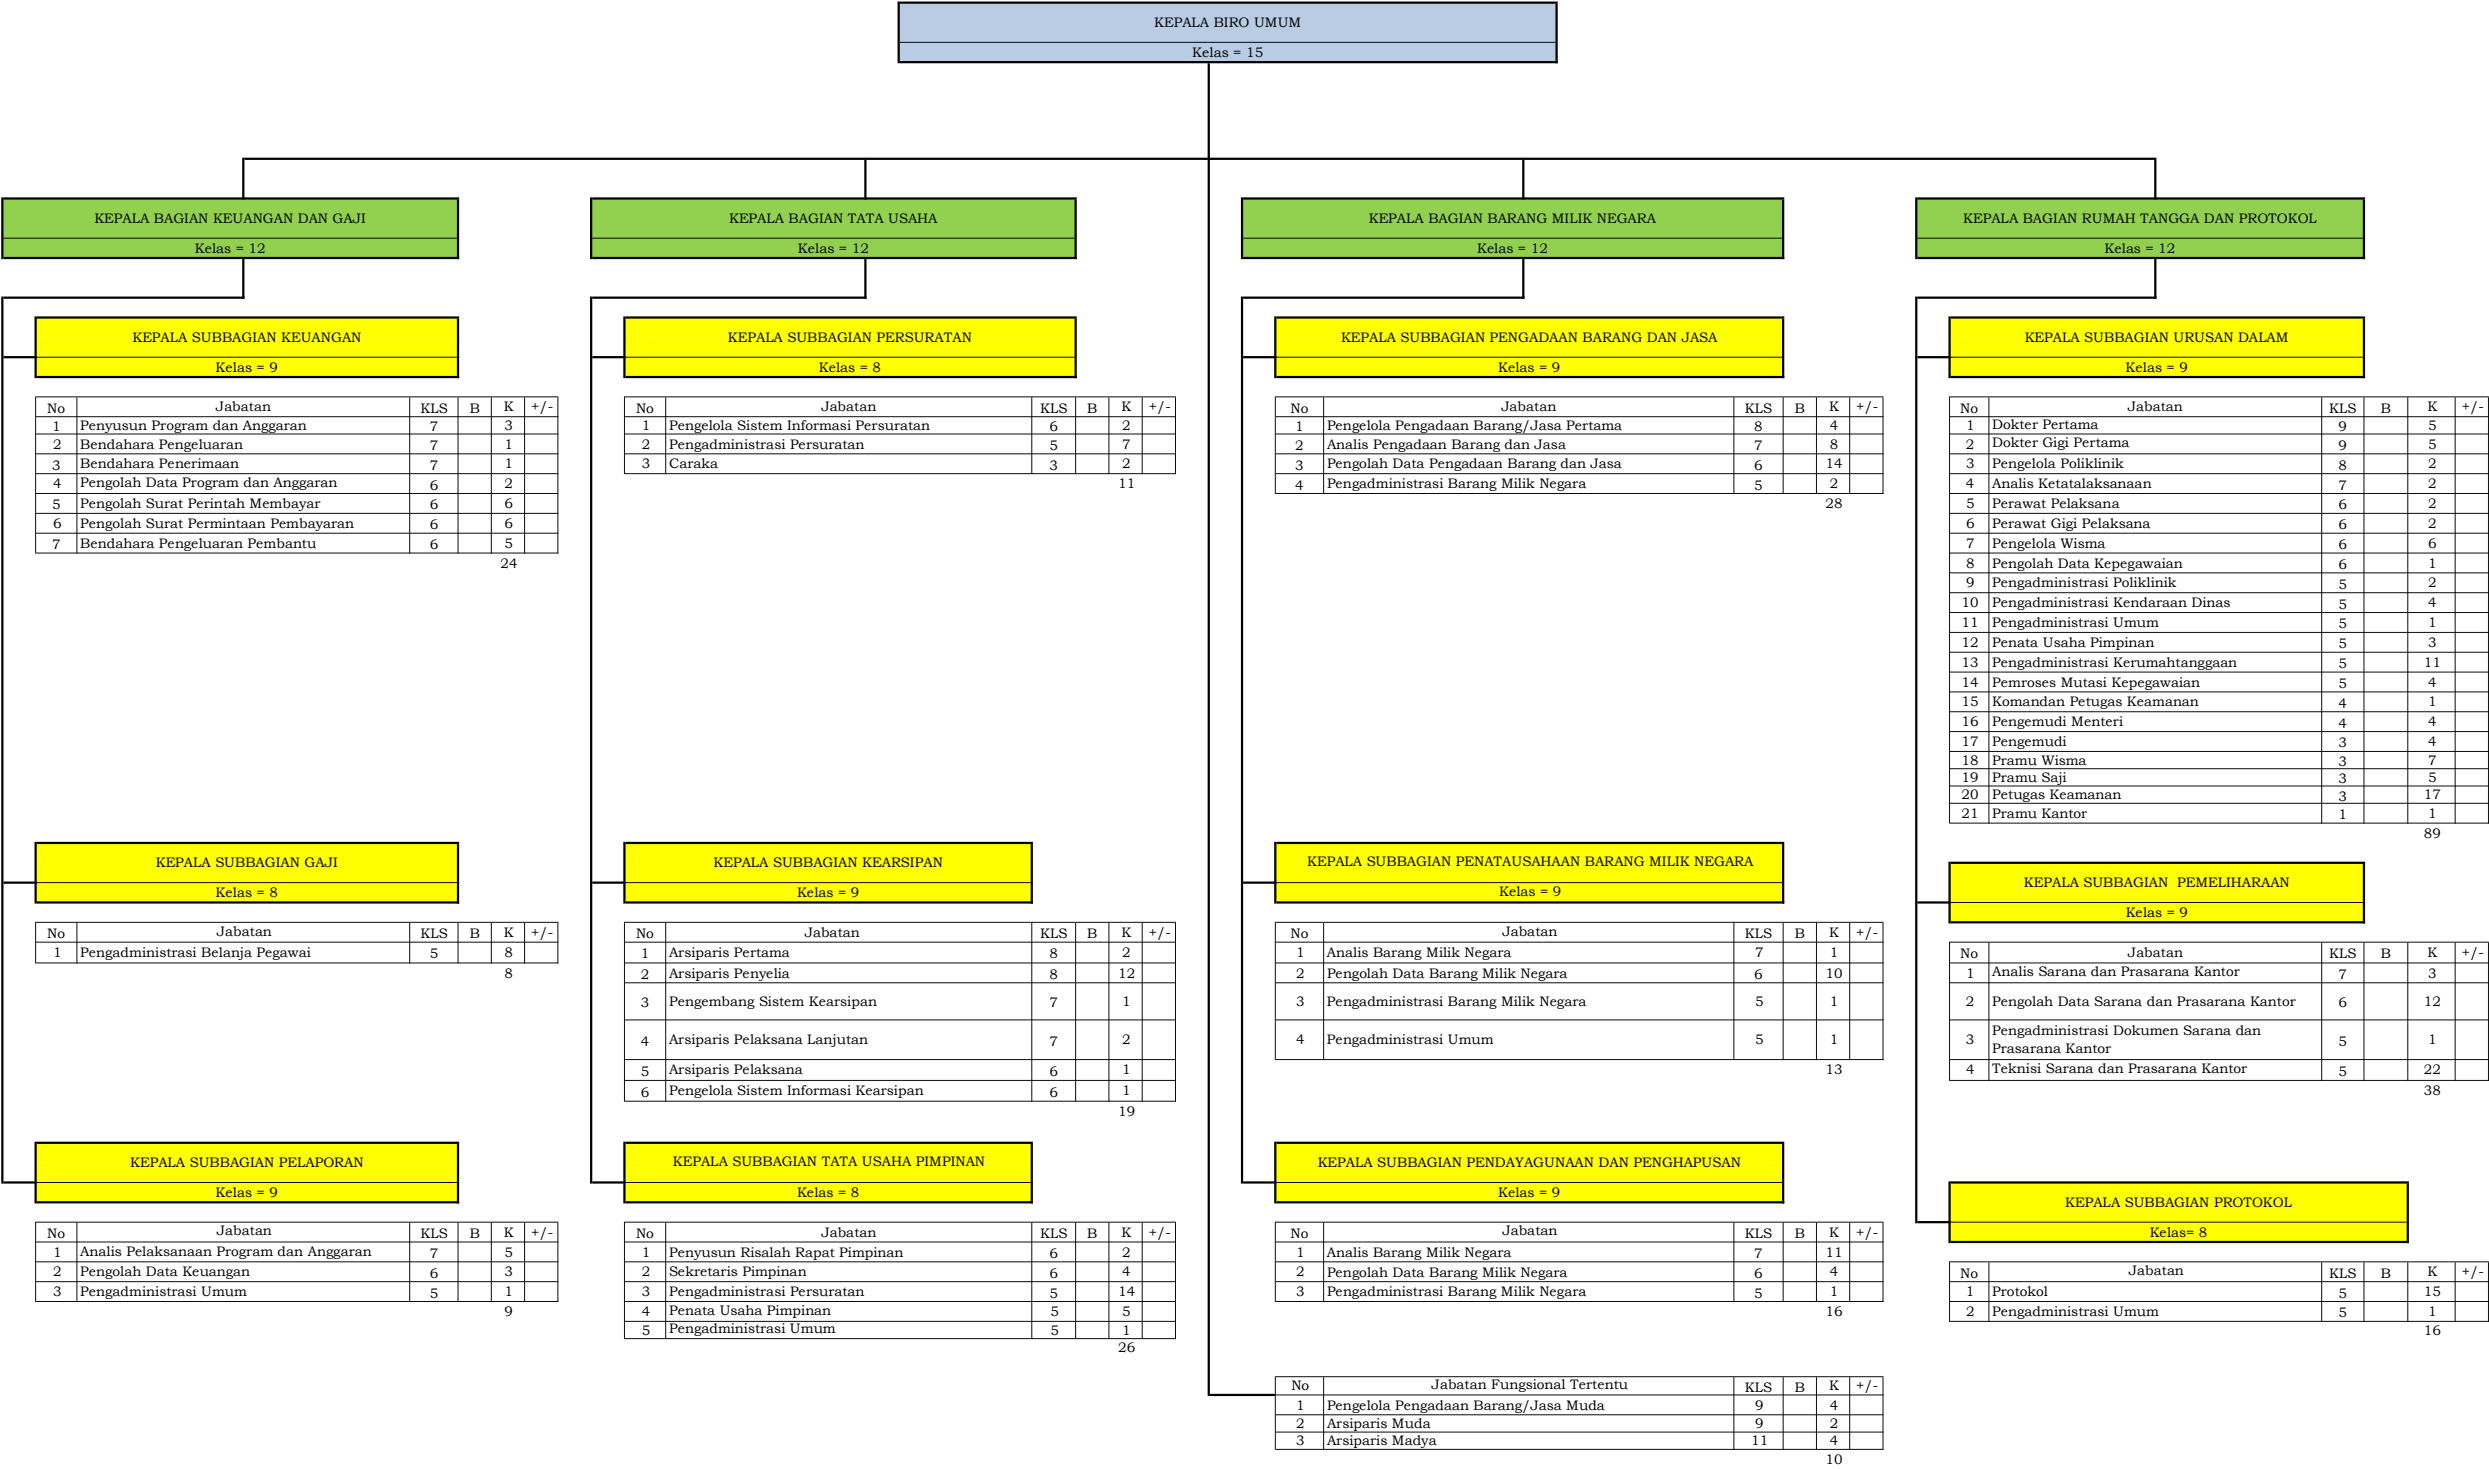 KEPALA BIRO UMUM
Kelas = 15
KEPALA BAGIAN KEUANGAN DAN GAJI
Kelas = 12
KEPALA SUBBAGIAN KEUANGAN
Kelas = 9
No Jabatan KLS B K +/-
1 Penyusun Program dan Anggaran 7 3
2 Bendahara Pengeluaran 7 1
3 Bendahara Penerimaan 7 1
4 Pengolah Data Program dan Anggaran 6 2
5 Pengolah Surat Perintah Membayar 6 6
6 Pengolah Surat Permintaan Pembayaran 6 6
7 Bendahara Pengeluaran Pembantu 6 5
24
KEPALA SUBBAGIAN GAJI
Kelas = 8
No Jabatan KLS B K +/-
1 Pengadministrasi Belanja Pegawai 5 8
8
KEPALA SUBBAGIAN PELAPORAN
Kelas = 9
No Jabatan KLS B K +/-
1 Analis Pelaksanaan Program dan Anggaran 7 5
2 Pengolah Data Keuangan 6 3
3 Pengadministrasi Umum 5 1
9
KEPALA BAGIAN TATA USAHA
Kelas = 12
KEPALA SUBBAGIAN PERSURATAN
Kelas = 8
No Jabatan KLS B K +/-
1 Pengelola Sistem Informasi Persuratan 6 2
2 Pengadministrasi Persuratan 5 7
3 Caraka 3 2
11
KEPALA SUBBAGIAN KEARSIPAN
Kelas = 9
No Jabatan KLS B K +/-
1 Arsiparis Pertama 8 2
2 Arsiparis Penyelia 8 12
3 Pengembang Sistem Kearsipan 7 1
4 Arsiparis Pelaksana Lanjutan 7 2
5 Arsiparis Pelaksana 6 1
6 Pengelola Sistem Informasi Kearsipan 6 1
19
KEPALA SUBBAGIAN TATA USAHA PIMPINAN
Kelas = 8
No Jabatan KLS B K +/-
1 Penyusun Risalah Rapat Pimpinan 6 2
2 Sekretaris Pimpinan 6 4
3 Pengadministrasi Persuratan 5 14
4 Penata Usaha Pimpinan 5 5
5 Pengadministrasi Umum 5 1
26
KEPALA BAGIAN BARANG MILIK NEGARA
Kelas = 12
KEPALA SUBBAGIAN PENGADAAN BARANG DAN JASA
Kelas = 9
No Jabatan KLS B K +/-
1 Pengelola Pengadaan Barang/Jasa Pertama 8 4
2 Analis Pengadaan Barang dan Jasa 7 8
3 Pengolah Data Pengadaan Barang dan Jasa 6 14
4 Pengadministrasi Barang Milik Negara 5 2
28
KEPALA SUBBAGIAN PENATAUSAHAAN BARANG MILIK NEGARA
Kelas = 9
No Jabatan KLS B K +/-
1 Analis Barang Milik Negara 7 1
2 Pengolah Data Barang Milik Negara 6 10
3 Pengadministrasi Barang Milik Negara 5 1
4 Pengadministrasi Umum 5 1
13
KEPALA SUBBAGIAN PENDAYAGUNAAN DAN PENGHAPUSAN
Kelas = 9
No Jabatan KLS B K +/-
1 Analis Barang Milik Negara 7 11
2 Pengolah Data Barang Milik Negara 6 4
3 Pengadministrasi Barang Milik Negara 5 1
16
No Jabatan Fungsional Tertentu KLS B K +/-
1 Pengelola Pengadaan Barang/Jasa Muda 9 4
2 Arsiparis Muda 9 2
3 Arsiparis Madya 11 4
10
KEPALA BAGIAN RUMAH TANGGA DAN PROTOKOL
Kelas = 12
KEPALA SUBBAGIAN URUSAN DALAM
Kelas = 9
No Jabatan KLS B K +/-
1 Dokter Pertama 9 5
2 Dokter Gigi Pertama 9 5
3 Pengelola Poliklinik 8 2
4 Analis Ketatalaksanaan 7 2
5 Perawat Pelaksana 6 2
6 Perawat Gigi Pelaksana 6 2
7 Pengelola Wisma 6 6
8 Pengolah Data Kepegawaian 6 1
9 Pengadministrasi Poliklinik 5 2
10 Pengadministrasi Kendaraan Dinas 5 4
11 Pengadministrasi Umum 5 1
12 Penata Usaha Pimpinan 5 3
13 Pengadministrasi Kerumahtanggaan 5 11
14 Pemroses Mutasi Kepegawaian 5 4
15 Komandan Petugas Keamanan 4 1
16 Pengemudi Menteri 4 4
17 Pengemudi 3 4
18 Pramu Wisma 3 7
19 Pramu Saji 3 5
20 Petugas Keamanan 3 17
21 Pramu Kantor 1 1
89
KEPALA SUBBAGIAN PEMELIHARAAN
Kelas = 9
No Jabatan KLS B K +/-
1 Analis Sarana dan Prasarana Kantor 7 3
2 Pengolah Data Sarana dan Prasarana Kantor 6 12
3 Pengadministrasi Dokumen Sarana dan
Prasarana Kantor 5 1
4 Teknisi Sarana dan Prasarana Kantor 5 22
38
KEPALA SUBBAGIAN PROTOKOL
Kelas= 8
No Jabatan KLS B K +/-
1 Protokol 5 15
2 Pengadministrasi Umum 5 1
16